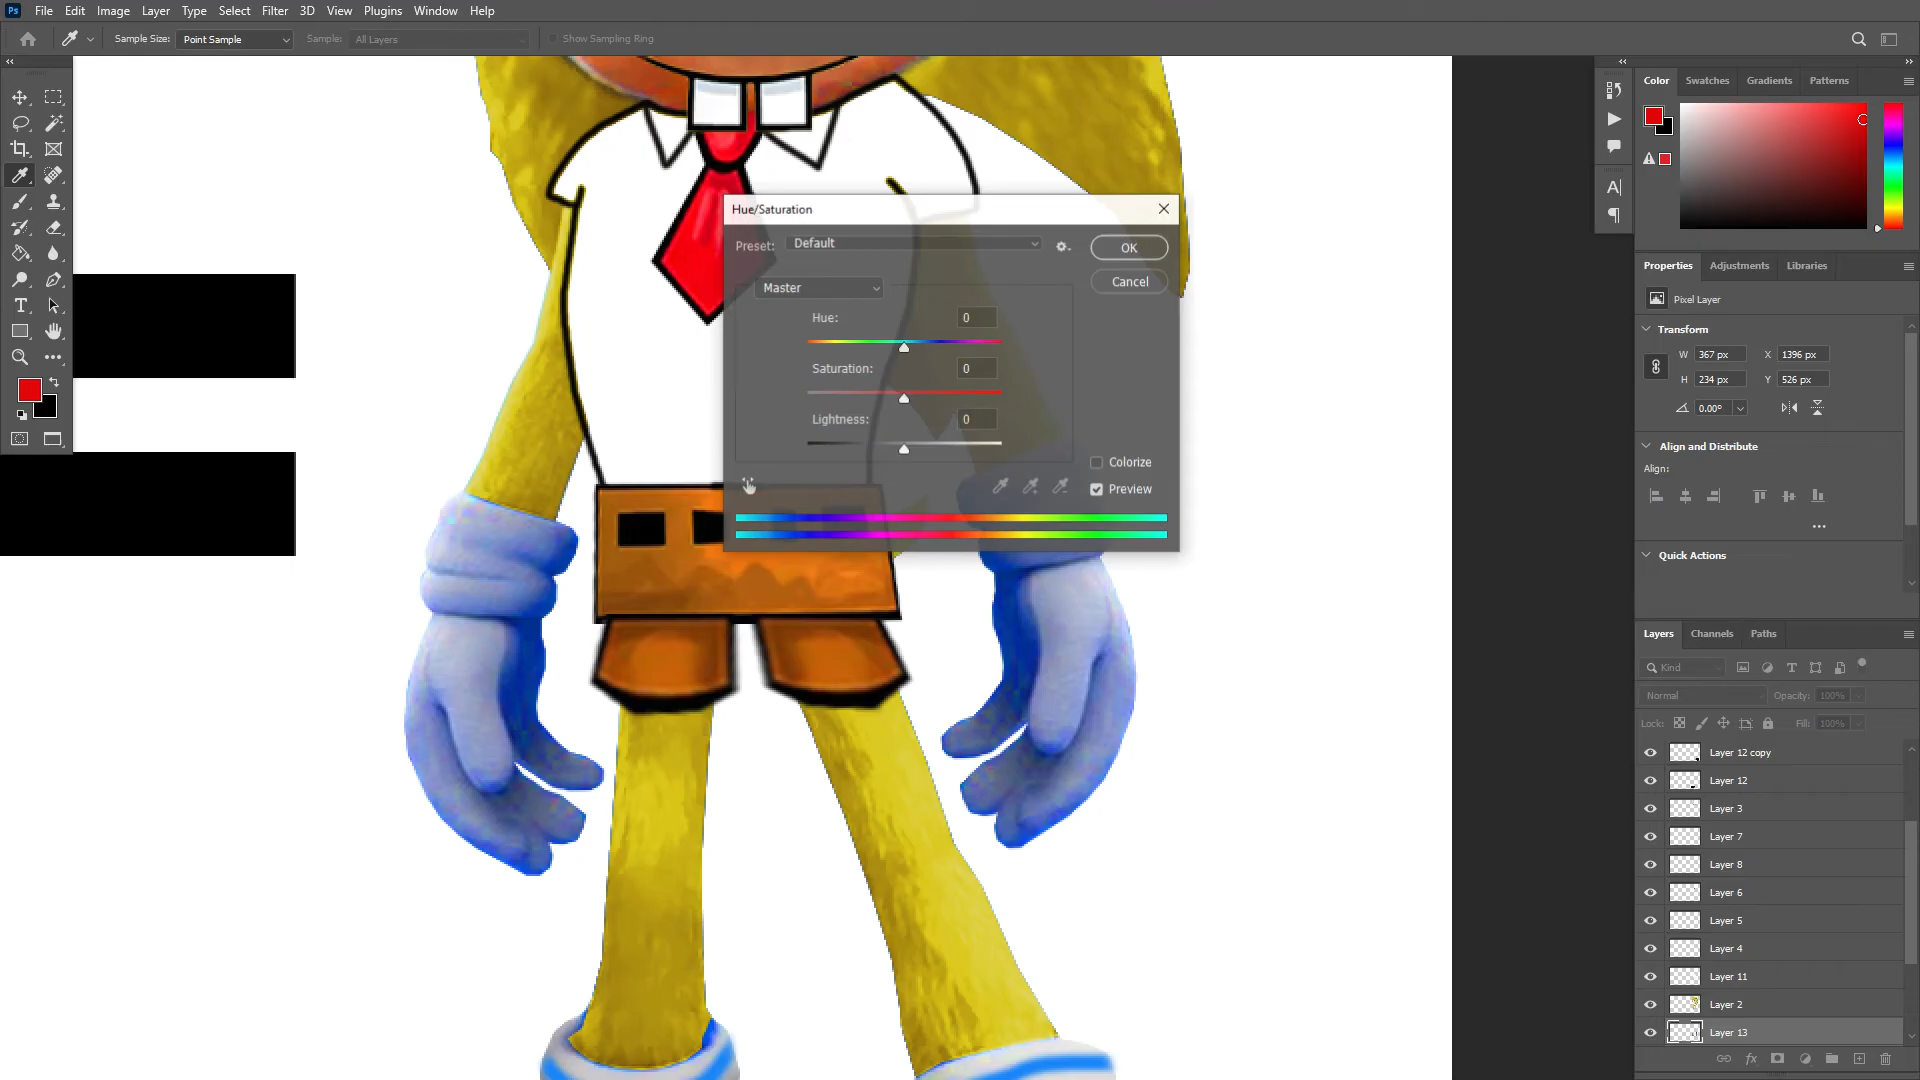 Ps File Edit Image Layer Type Select Filter 3D View Plugins Window Help
Sample Size: Point Sample Sample: All Layers Show Sampling Ring
Color Swatches Gradients Patterns
Hue/Saturation
Preset: Default
OK
Cancel
Master
Hue: 0
Saturation: 0
Lightness: 0
Colorize
Preview
Properties Adjustments Libraries
Pixel Layer
Transform
W 367 px X 1396 px
H 234 px Y 526 px
0.00°
Align and Distribute
Align:
Quick Actions
Layers Channels Paths
Kind
Normal Opacity: 100%
Lock: Fill: 100%
Layer 12 copy
Layer 12
Layer 3
Layer 7
Layer 8
Layer 6
Layer 5
Layer 4
Layer 11
Layer 2
Layer 13